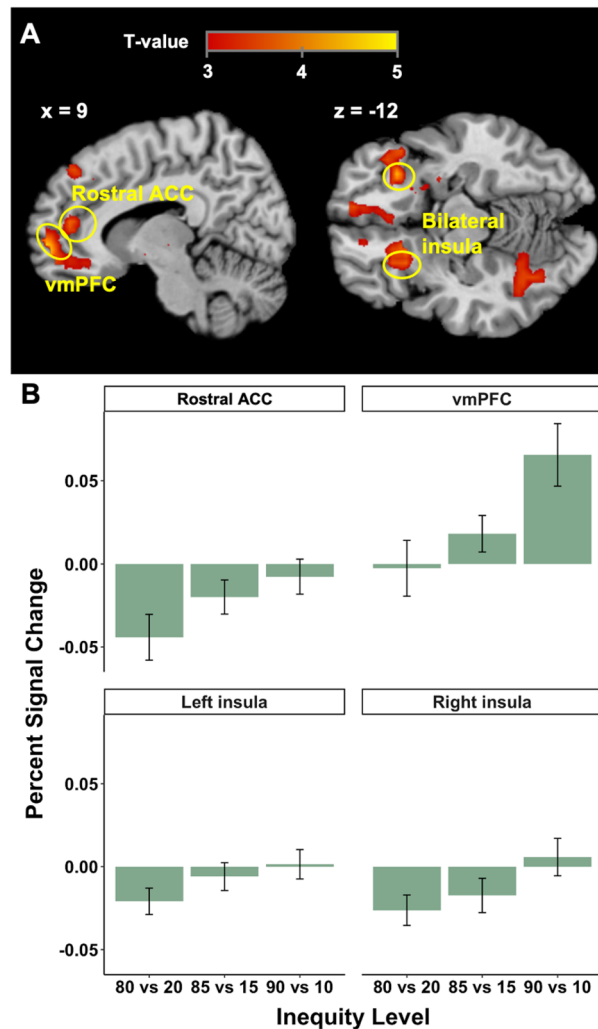 A
T-value
3 4 5
x = 9
z = -12
Rostral ACC
vmPFC
Bilateral
insula
B
Rostral ACC
vmPFC
0.05
0.00
-0.05
Left insula
Right insula
0.05
0.00
-0.05
Percent Signal Change
80 vs 20 85 vs 15 90 vs 10
80 vs 20 85 vs 15 90 vs 10
Inequity Level